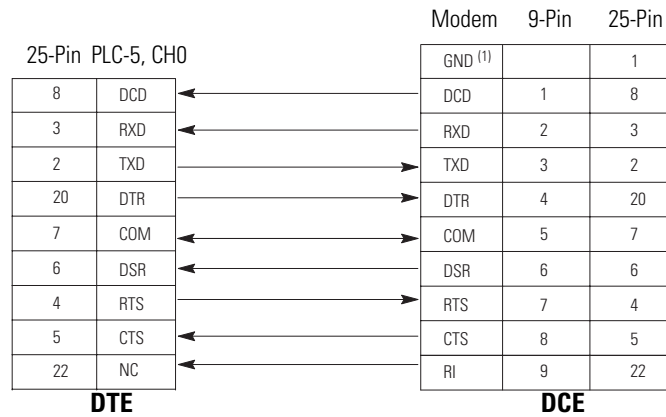 Modem 9-Pin 25-Pin
25-Pin PLC-5, CH0
GND (1) 1
8 DCD DCD 1 8
3 RXD RXD 2 3
2 TXD TXD 3 2
20 DTR DTR 4 20
7 COM COM 5 7
6 DSR DSR 6 6
4 RTS RTS 7 4
5 CTS CTS 8 5
22 NC RI 9 22
DTE DCE